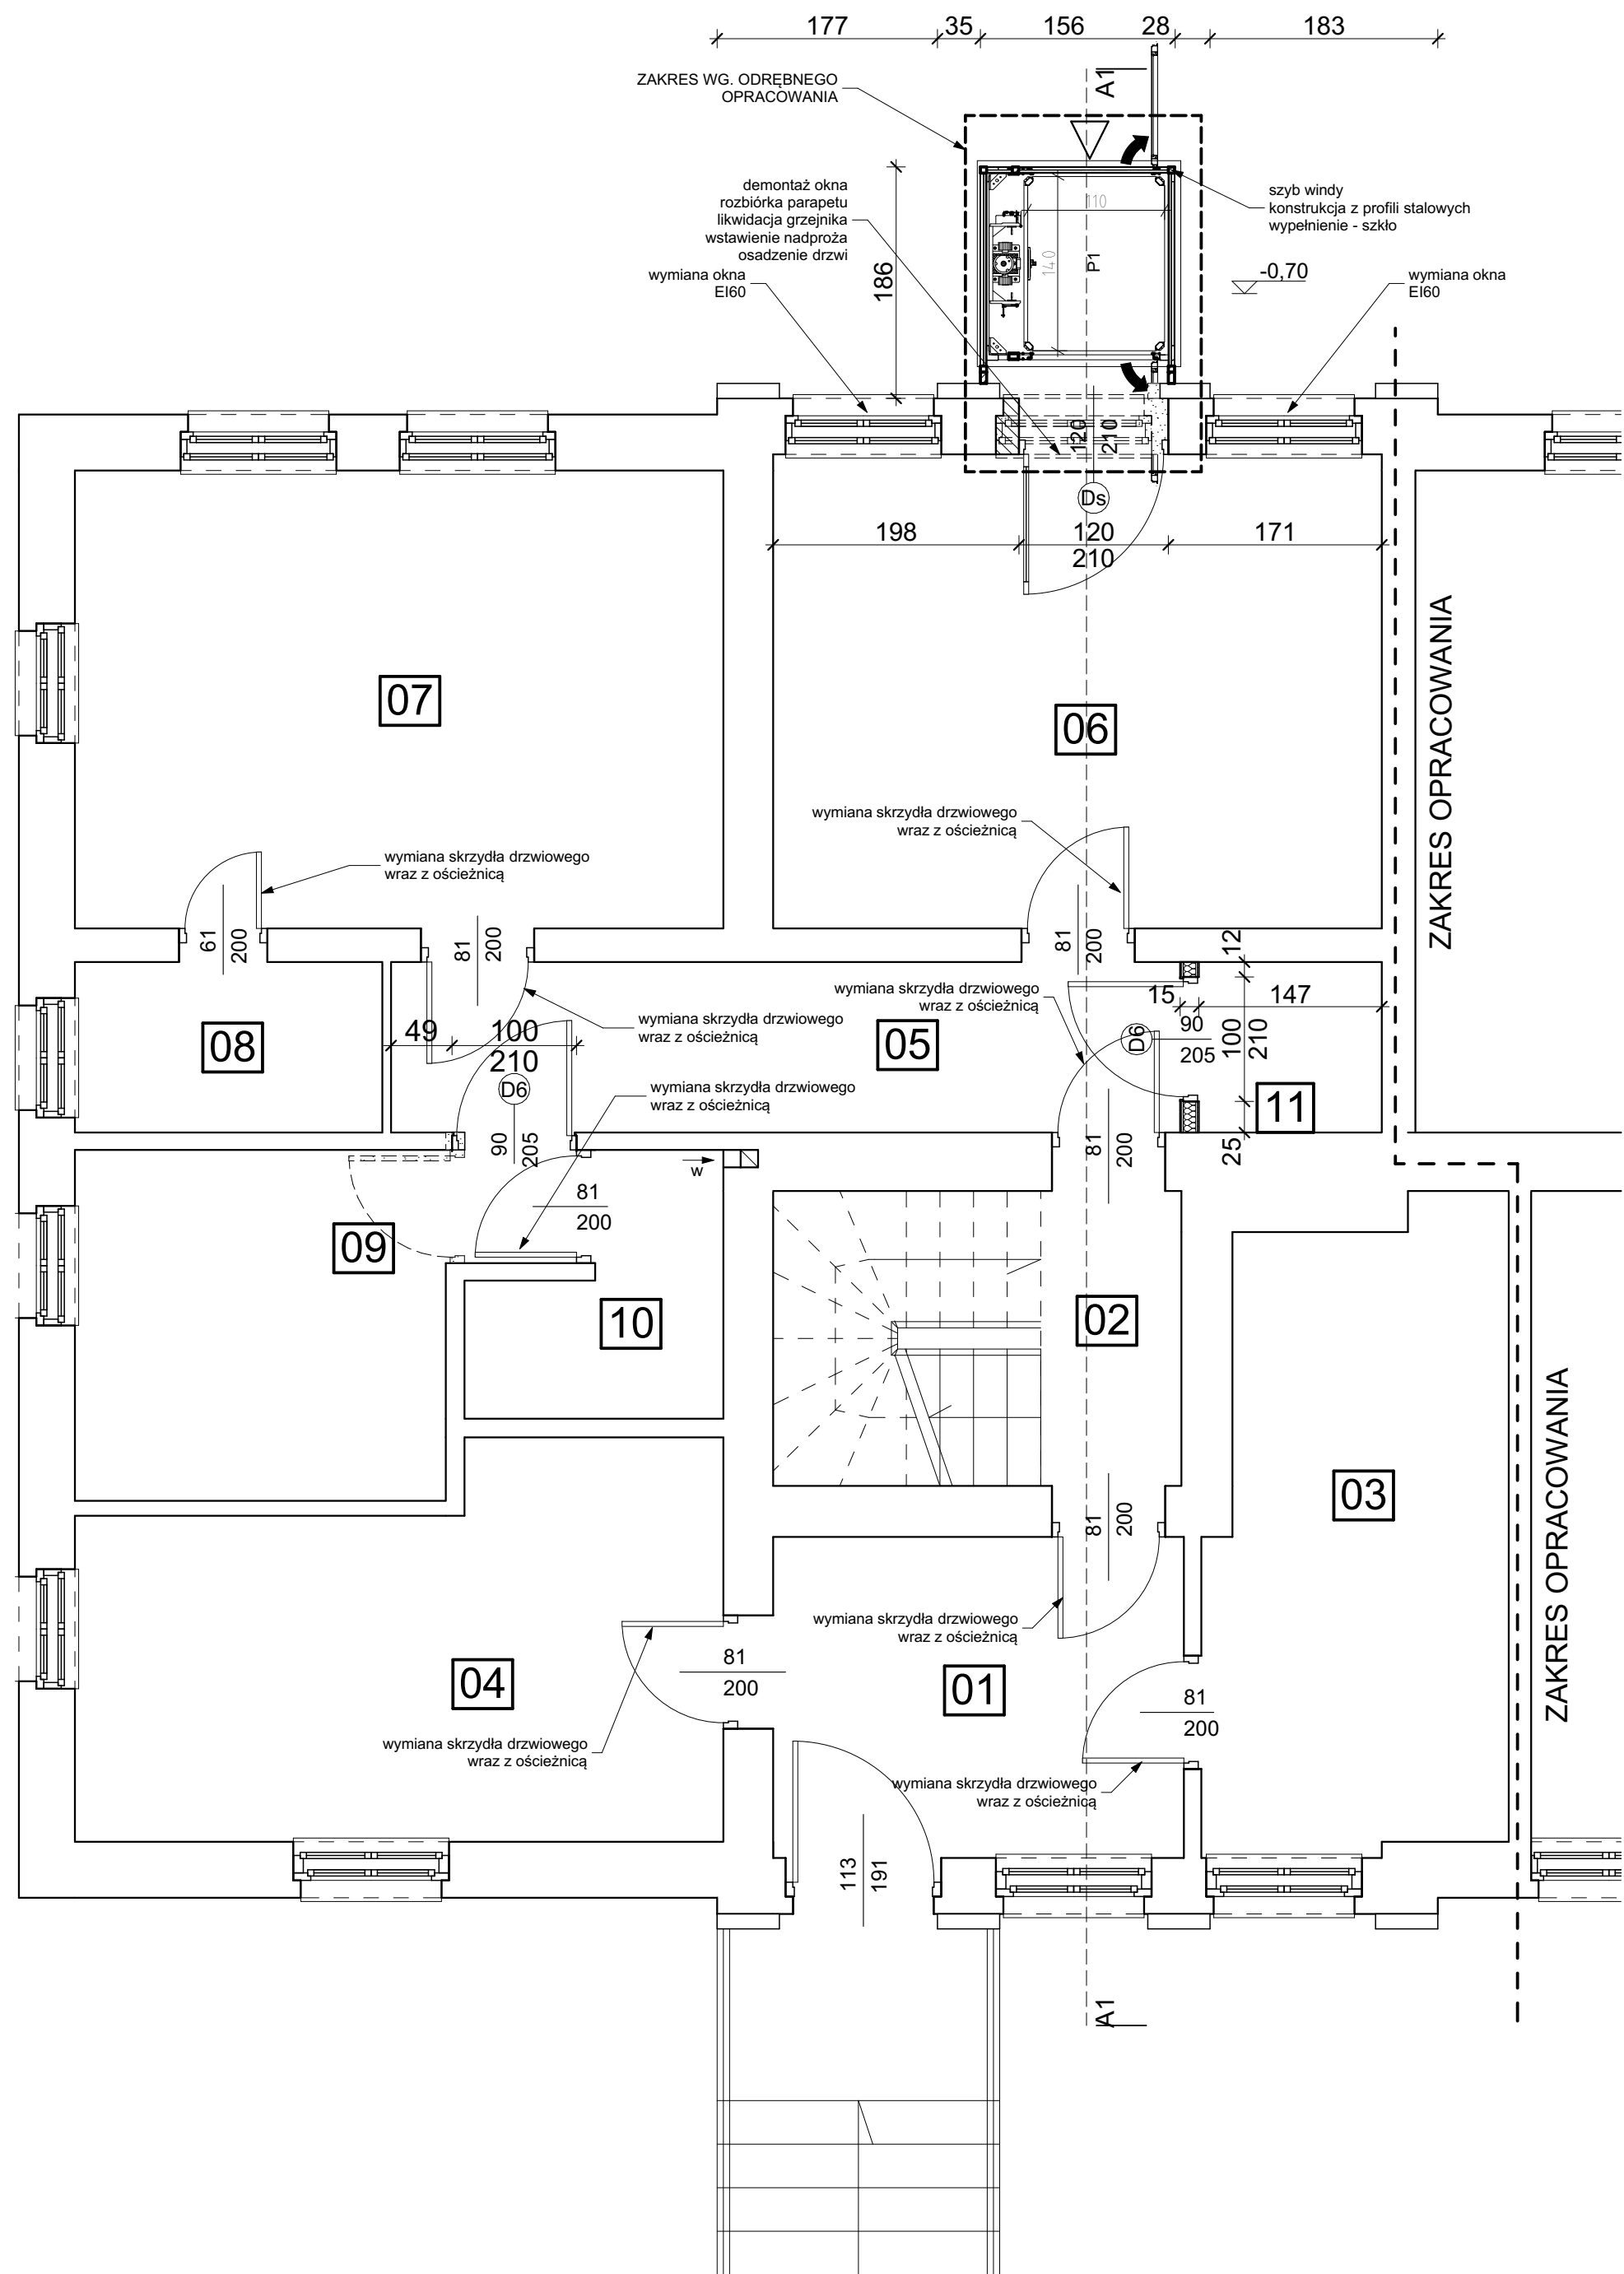 177 35 156 28 183
ZAKRES WG. ODRĘBNEGO
OPRACOWANIA
A1
demontaż okna
rozbiórka parapetu
likwidacja grzejnika
wstawienie nadproża
osadzenie drzwi
szyb windy
konstrukcja z profili stalowych
wypełnienie - szkło
110
140
P1
186
-0,70
wymiana okna
EI60
wymiana okna
EI60
120
210
Ds
198 120 171
210
ZAKRES OPRACOWANIA
07
06
wymiana skrzydła drzwiowego
wraz z ościeżnicą
wymiana skrzydła drzwiowego
wraz z ościeżnicą
61
200
81
200
81
200
12
wymiana skrzydła drzwiowego
wraz z ościeżnicą
15 147
90
205
100
210
D6
25
11
08
49 100
210
D6
wymiana skrzydła drzwiowego
wraz z ościeżnicą
05
wymiana skrzydła drzwiowego
wraz z ościeżnicą
90
205
81
200
w
81
200
09
10
02
03
ZAKRES OPRACOWANIA
81
200
wymiana skrzydła drzwiowego
wraz z ościeżnicą
04
81
200
01
81
200
wymiana skrzydła drzwiowego
wraz z ościeżnicą
wymiana skrzydła drzwiowego
wraz z ościeżnicą
113
191
A1